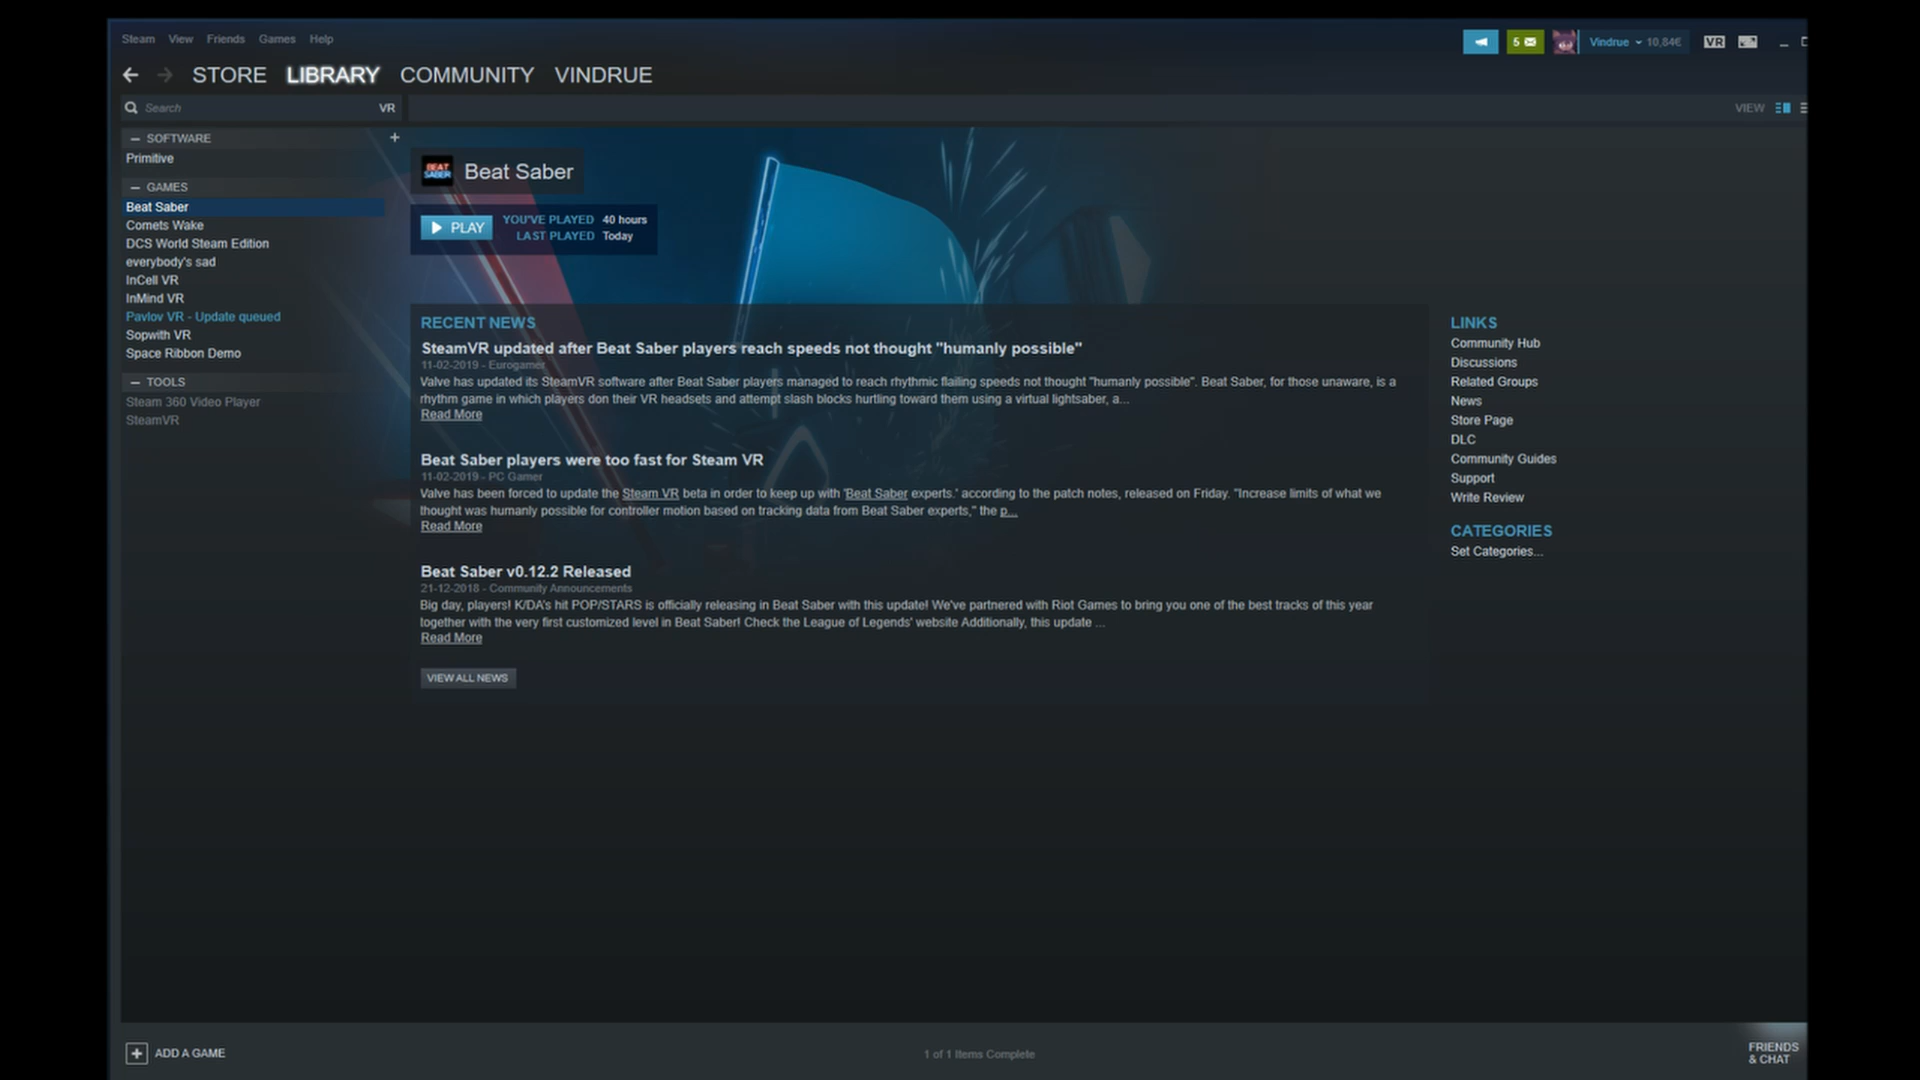 Steam View Friends Games Help
5 Vindrue 10,84€ VR
STORE LIBRARY COMMUNITY VINDRUE
Search VR
VIEW
SOFTWARE
Primitive
GAMES
Beat Saber
Comets Wake
DCS World Steam Edition
everybody's sad
InCell VR
InMind VR
Pavlov VR - Update queued
Sopwith VR
Space Ribbon Demo
TOOLS
Steam 360 Video Player
SteamVR
BEAT
SABER
Beat Saber
PLAY
YOU'VE PLAYED 40 hours
LAST PLAYED Today
RECENT NEWS
SteamVR updated after Beat Saber players reach speeds not thought "humanly possible"
11-02-2019 - Eurogamer
Valve has updated its SteamVR software after Beat Saber players managed to reach rhythmic flailing speeds not thought "humanly possible". Beat Saber, for those unaware, is a
rhythm game in which players don their VR headsets and attempt slash blocks hurtling toward them using a virtual lightsaber, a...
Read More
Beat Saber players were too fast for Steam VR
11-02-2019 - PC Gamer
Valve has been forced to update the Steam VR beta in order to keep up with 'Beat Saber experts.' according to the patch notes, released on Friday. "Increase limits of what we
thought was humanly possible for controller motion based on tracking data from Beat Saber experts," the p...
Read More
Beat Saber v0.12.2 Released
21-12-2018 - Community Announcements
Big day, players! K/DA's hit POP/STARS is officially releasing in Beat Saber with this update! We've partnered with Riot Games to bring you one of the best tracks of this year
together with the very first customized level in Beat Saber! Check the League of Legends' website Additionally, this update ...
Read More
VIEW ALL NEWS
LINKS
Community Hub
Discussions
Related Groups
News
Store Page
DLC
Community Guides
Support
Write Review
CATEGORIES
Set Categories...
ADD A GAME
1 of 1 Items Complete
FRIENDS
& CHAT